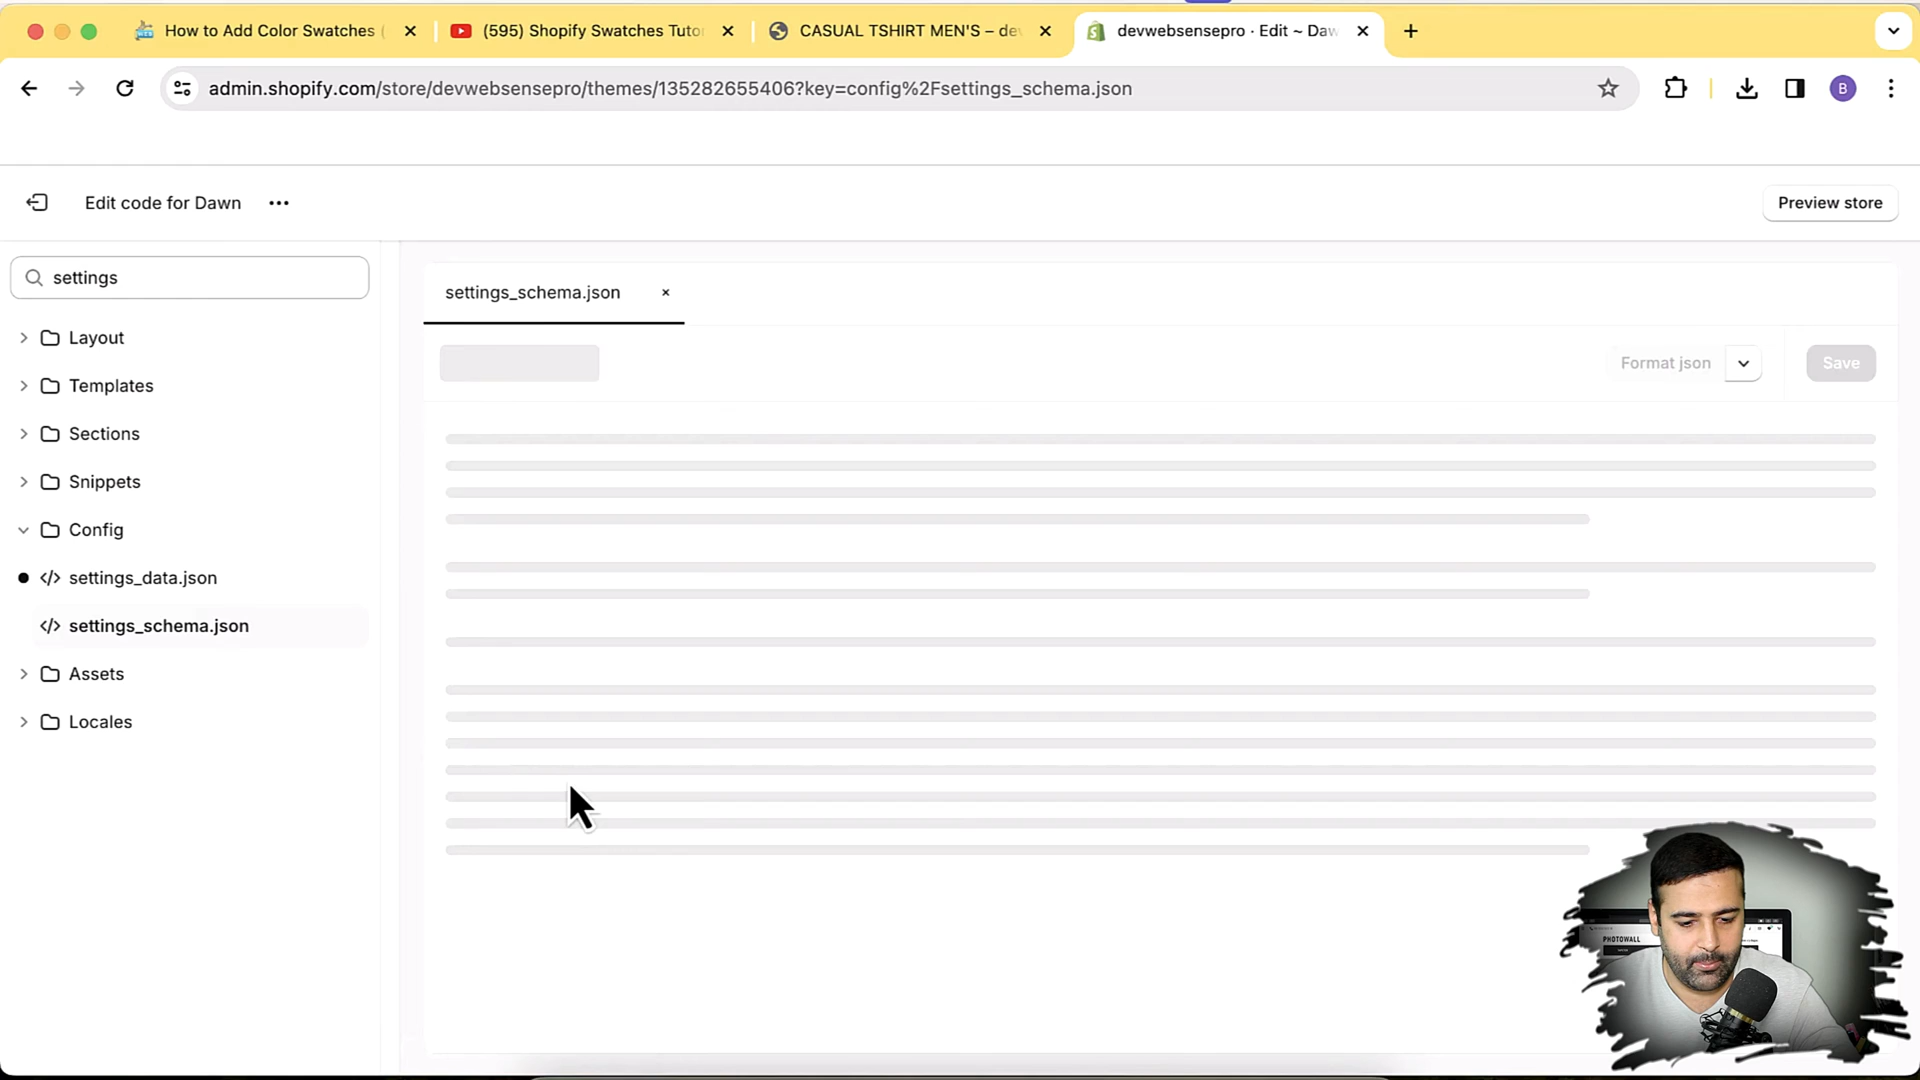 How to Add Color Swatches (
(595) Shopify Swatches Tuto
CASUAL TSHIRT MEN'S – de
devwebsensepro · Edit ~ Daw
admin.shopify.com/store/devwebsensepro/themes/135282655406?key=config%2Fsettings_schema.json
B
Edit code for Dawn
Preview store
settings
Layout
Templates
Sections
Snippets
Config
settings_data.json
settings_schema.json
Assets
Locales
settings_schema.json
Format json
Save
PHOTOWALL